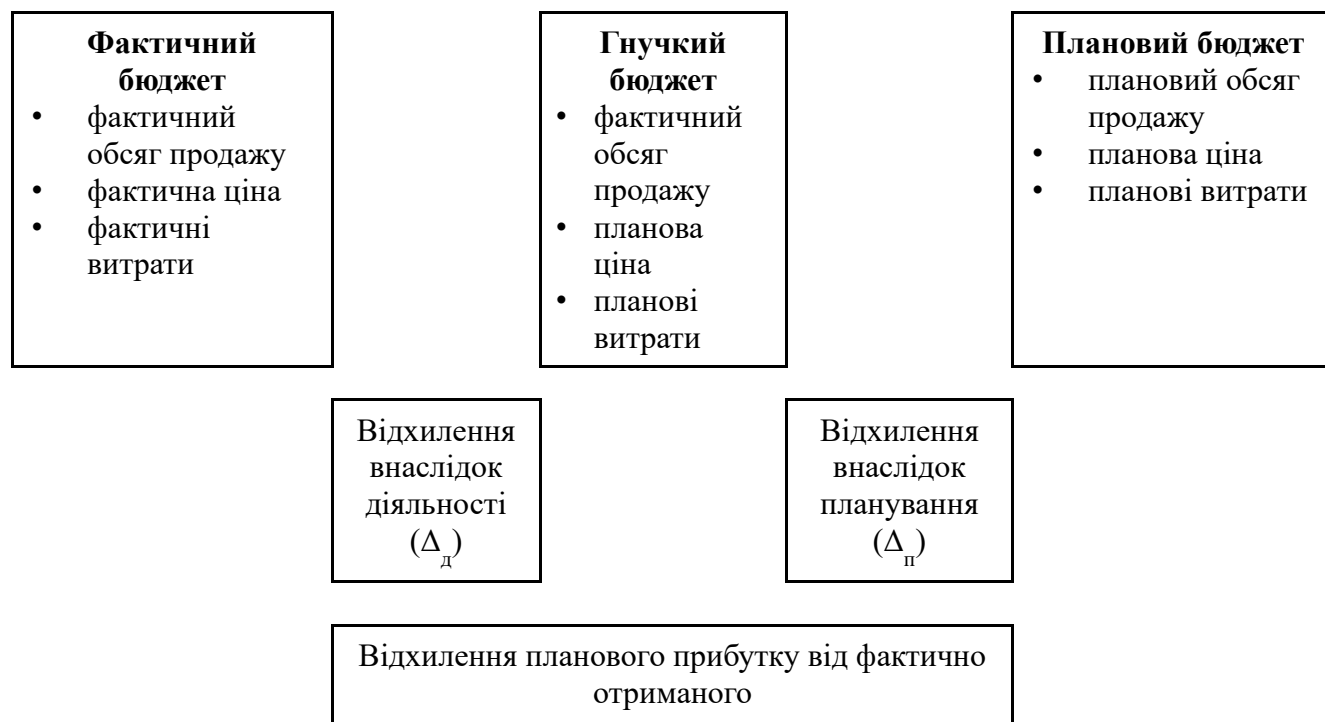 Фактичний
бюджет
• фактичний
обсяг продажу
• фактична ціна
• фактичні
витрати
Гнучкий
бюджет
• фактичний
обсяг
продажу
• планова
ціна
• планові
витрати
Плановий бюджет
• плановий обсяг
продажу
• планова ціна
• планові витрати
Відхилення
внаслідок
діяльності
(Δд)
Відхилення
внаслідок
планування
(Δп)
Відхилення планового прибутку від фактично
отриманого